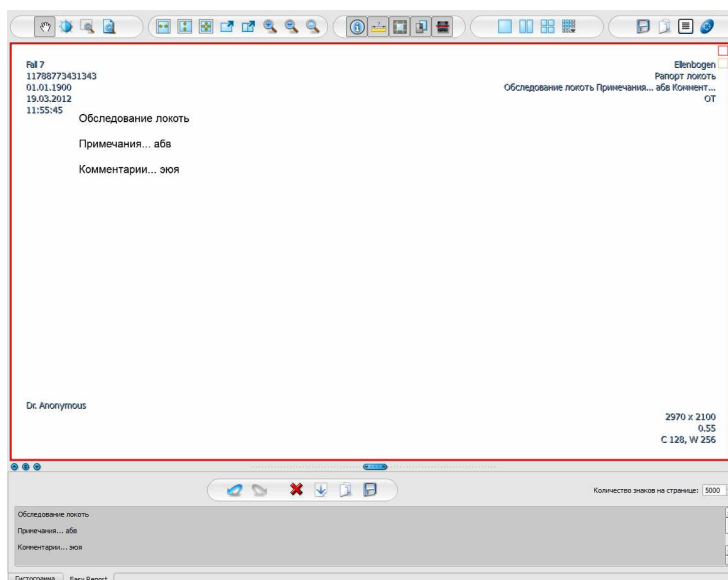 Fall 7
11788773431343
01.01.1900
19.03.2012
11:55:45
Ellenbogen
Рапорт локоть
Обследование локоть Примечания... абв Коммент...
OT
Обследование локоть
Примечания... абв
Комментарии... эюя
Dr. Anonymous
2970 x 2100
0.55
C 128, W 256
Количество знаков на странице: 5000
Обследование локоть
Примечания... абв
Комментарии... эюя
Гистограмма Easy Report